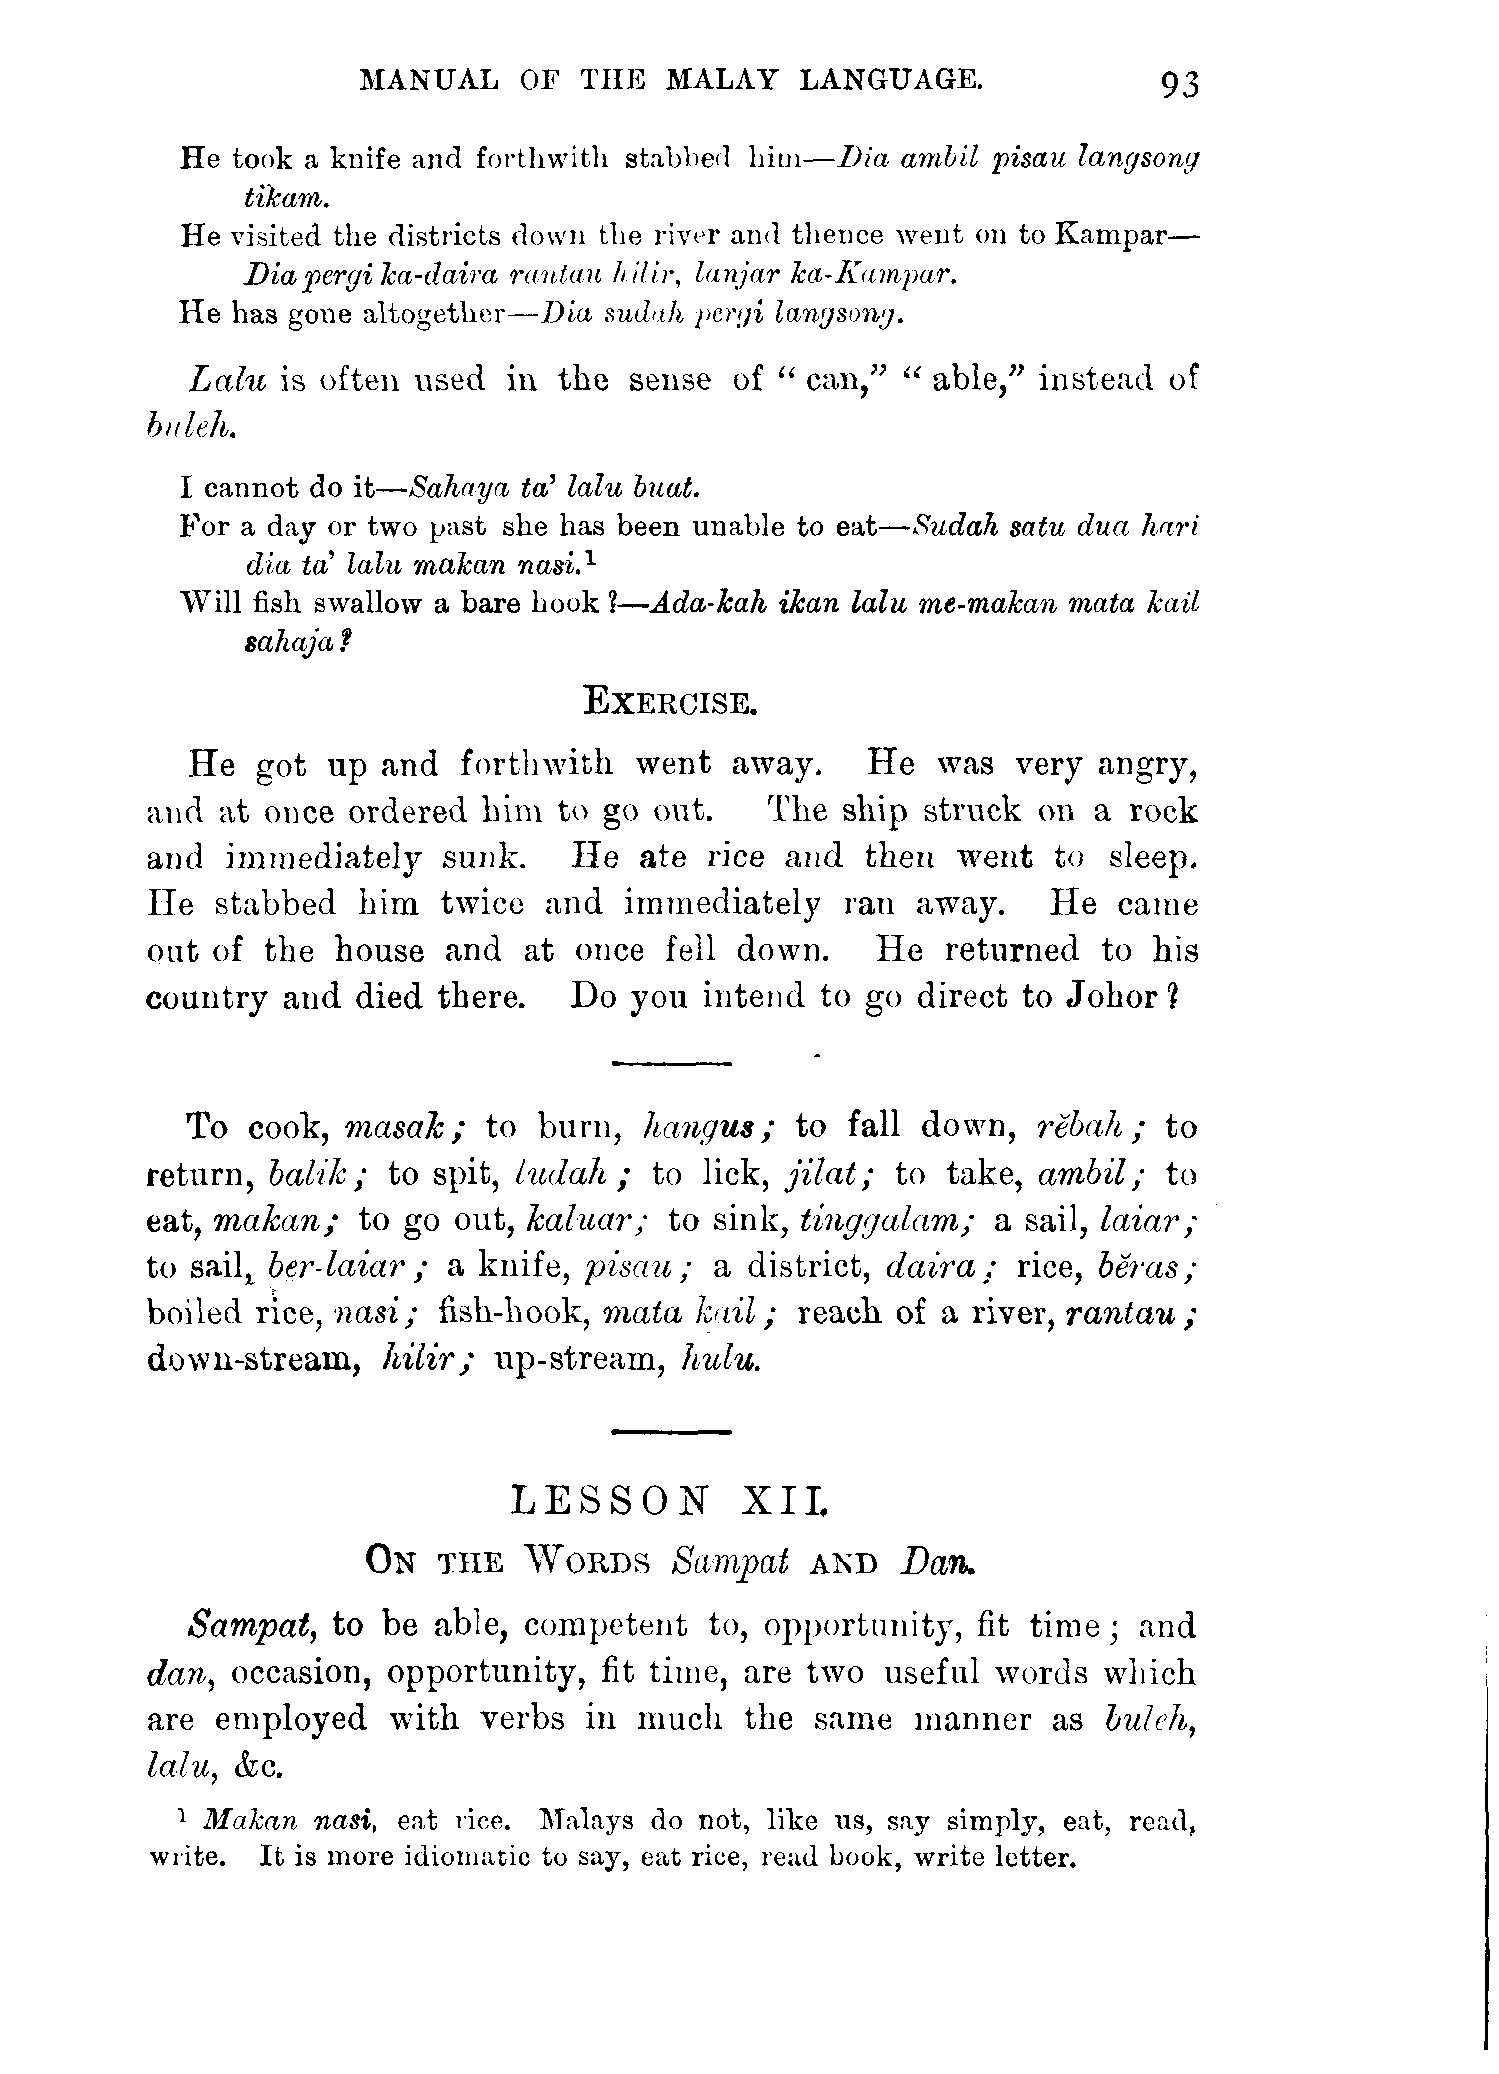 MANUAL OF THE MALAY LANGUAGE. 93
He took a knife and forthwith stabbed him—Dia ambil pisau langsong
tikam.
He visited the districts down the river and thence went on to Kampar—
Dia pergi ka-daira rantau hilir, lanjar ka-Kampar.
He has gone altogether—Dia sudah pergi langsong.
Lalu is often used in the sense of “can,” “able,” instead of
buleh.
I cannot do it—Sahaya ta’ lalu buat.
For a day or two past she has been unable to eat—Sudah satu dua hari
dia ta’ lalu makan nasi.¹
Will fish swallow a bare hook?—Ada-kah ikan lalu me-makan mata kail
sahaja?
EXERCISE.
He got up and forthwith went away. He was very angry,
and at once ordered him to go out. The ship struck on a rock
and immediately sunk. He ate rice and then went to sleep.
He stabbed him twice and immediately ran away. He came
out of the house and at once fell down. He returned to his
country and died there. Do you intend to go direct to Johor?
To cook, masak; to burn, hangus; to fall down, rĕbah; to
return, balik; to spit, ludah; to lick, jilat; to take, ambil; to
eat, makan; to go out, kaluar; to sink, tinggalam; a sail, laiar;
to sail, ber-laiar; a knife, pisau; a district, daira; rice, bĕras;
boiled rice, nasi; fish-hook, mata kail; reach of a river, rantau;
down-stream, hilir; up-stream, hulu.
LESSON XII.
ON THE WORDS Sampat AND Dan.
Sampat, to be able, competent to, opportunity, fit time; and
dan, occasion, opportunity, fit time, are two useful words which
are employed with verbs in much the same manner as buleh,
lalu, &c.
¹ Makan nasi, eat rice. Malays do not, like us, say simply, eat, read,
write. It is more idiomatic to say, eat rice, read book, write letter.